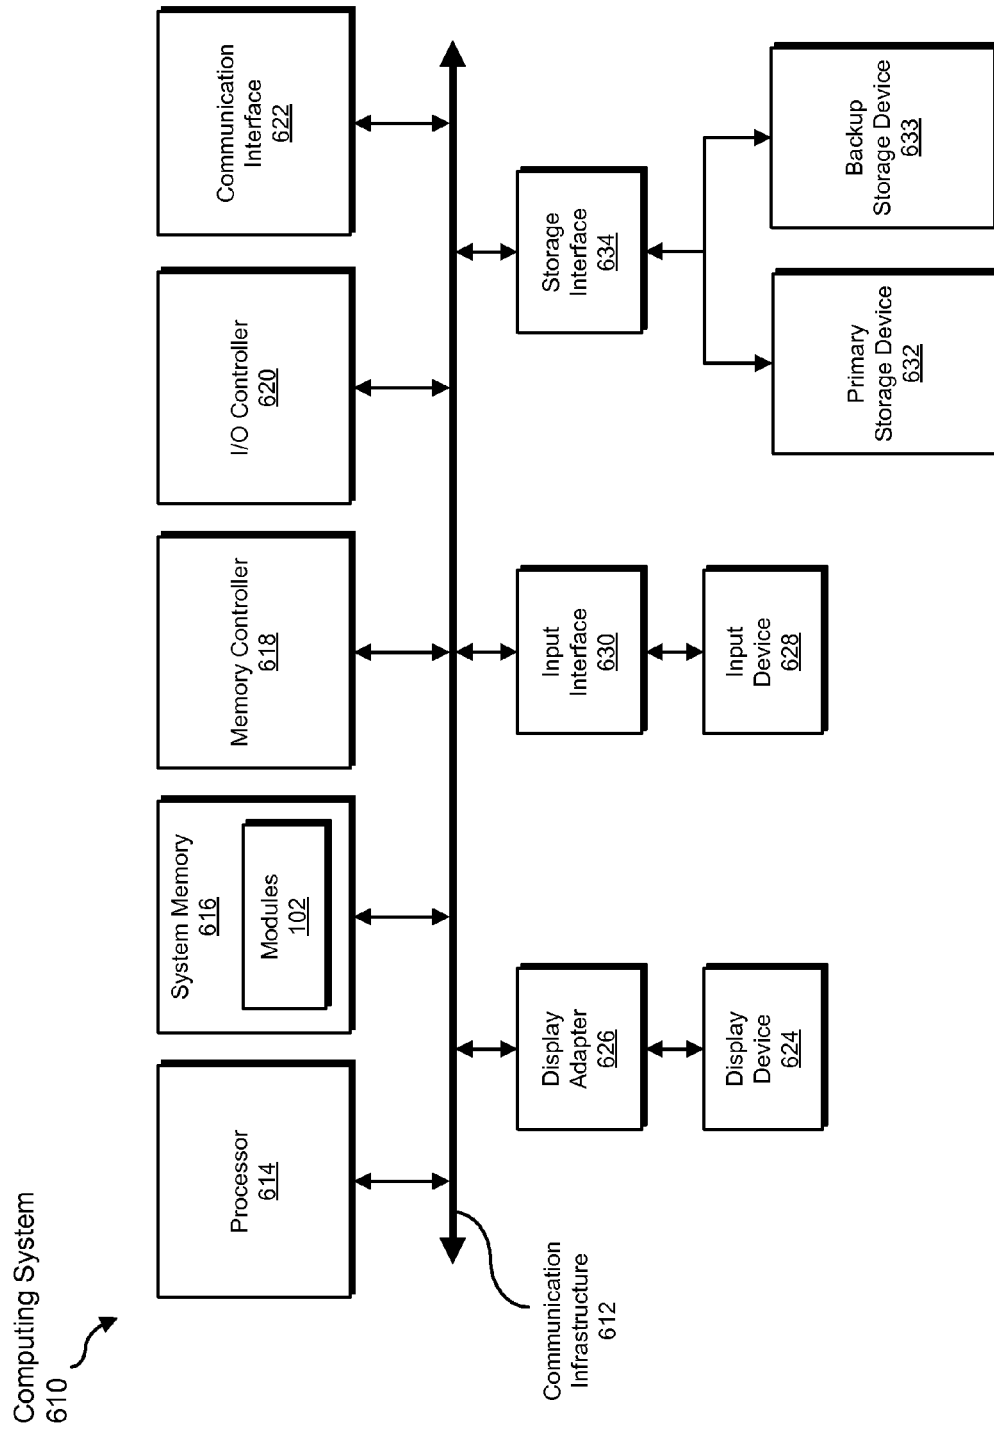 Computing System
610
Processor
614
System Memory
616
Modules
102
Memory Controller
618
I/O Controller
620
Communication
Interface
622
Communication
Infrastructure
612
Display
Adapter
626
Input
Interface
630
Storage
Interface
634
Display
Device
624
Input
Device
628
Primary
Storage Device
632
Backup
Storage Device
633